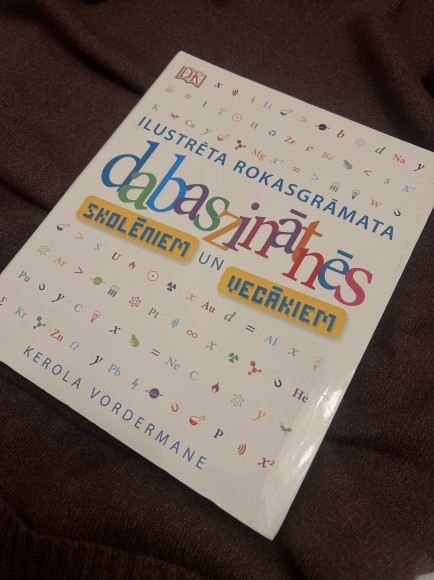 DK
ILUSTRĒTA ROKASGRĀMATA
dabaszinātnēs
SKOLĒNIEM UN VECĀKIEM
KEROLA VORDERMANE